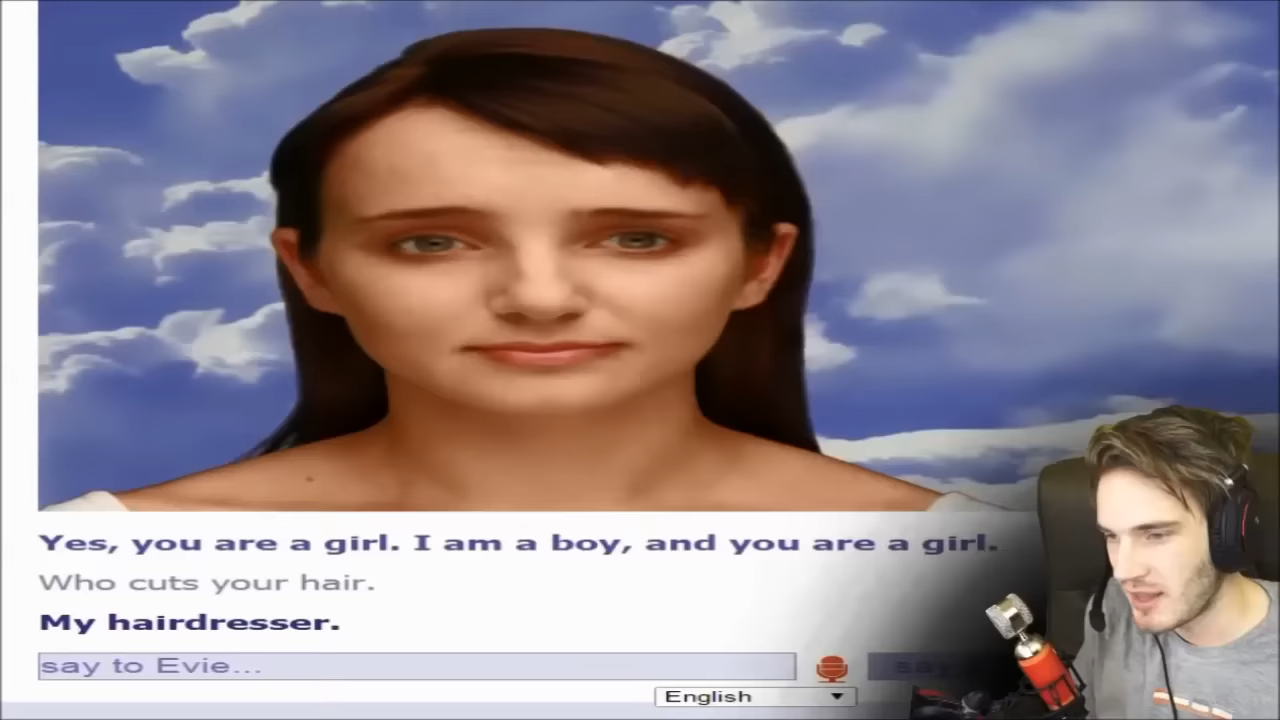 Yes, you are a girl. I am a boy, and you are a girl.
Who cuts your hair.
My hairdresser.
say to Evie...
say
English